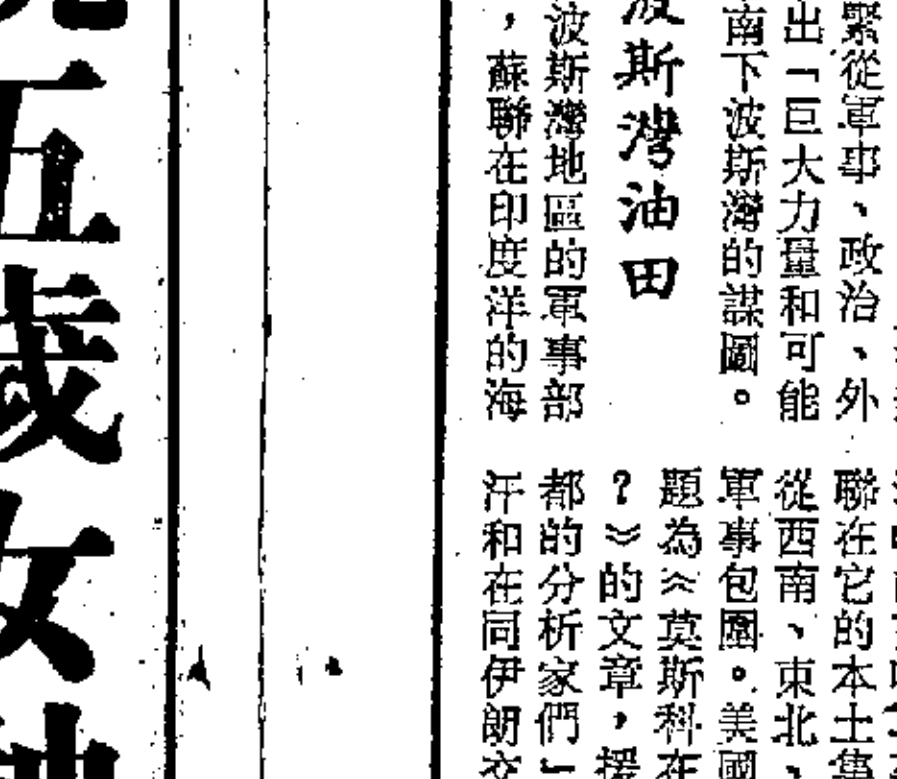 緊從軍事、政治、外
出「巨大力量和可能
南下波斯灣的謀圖。
波斯灣油田
波斯灣地區的軍事部
，蘇聯在印度洋的海
聯在它的本土
從西南、東北、
軍事包圍。美國
題為《莫斯科在
？》的文章，援
都的分析家們」
汗和在同伊朗交
五歲女